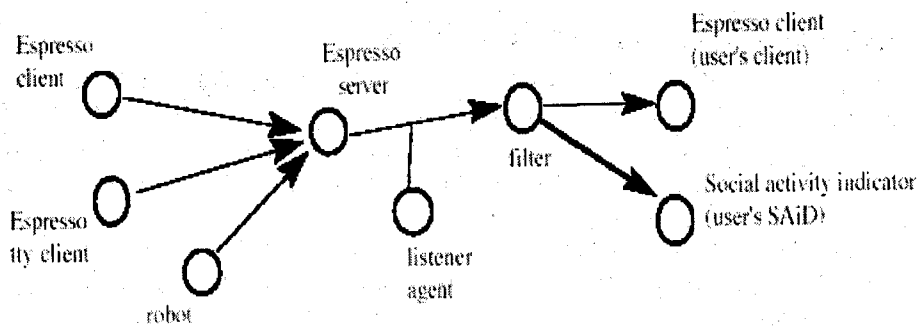 Espresso
client
Espresso
server
Espresso client
(user's client)
filter
Espresso
tty client
listener
agent
Social activity indicator
(user's SAiD)
robot